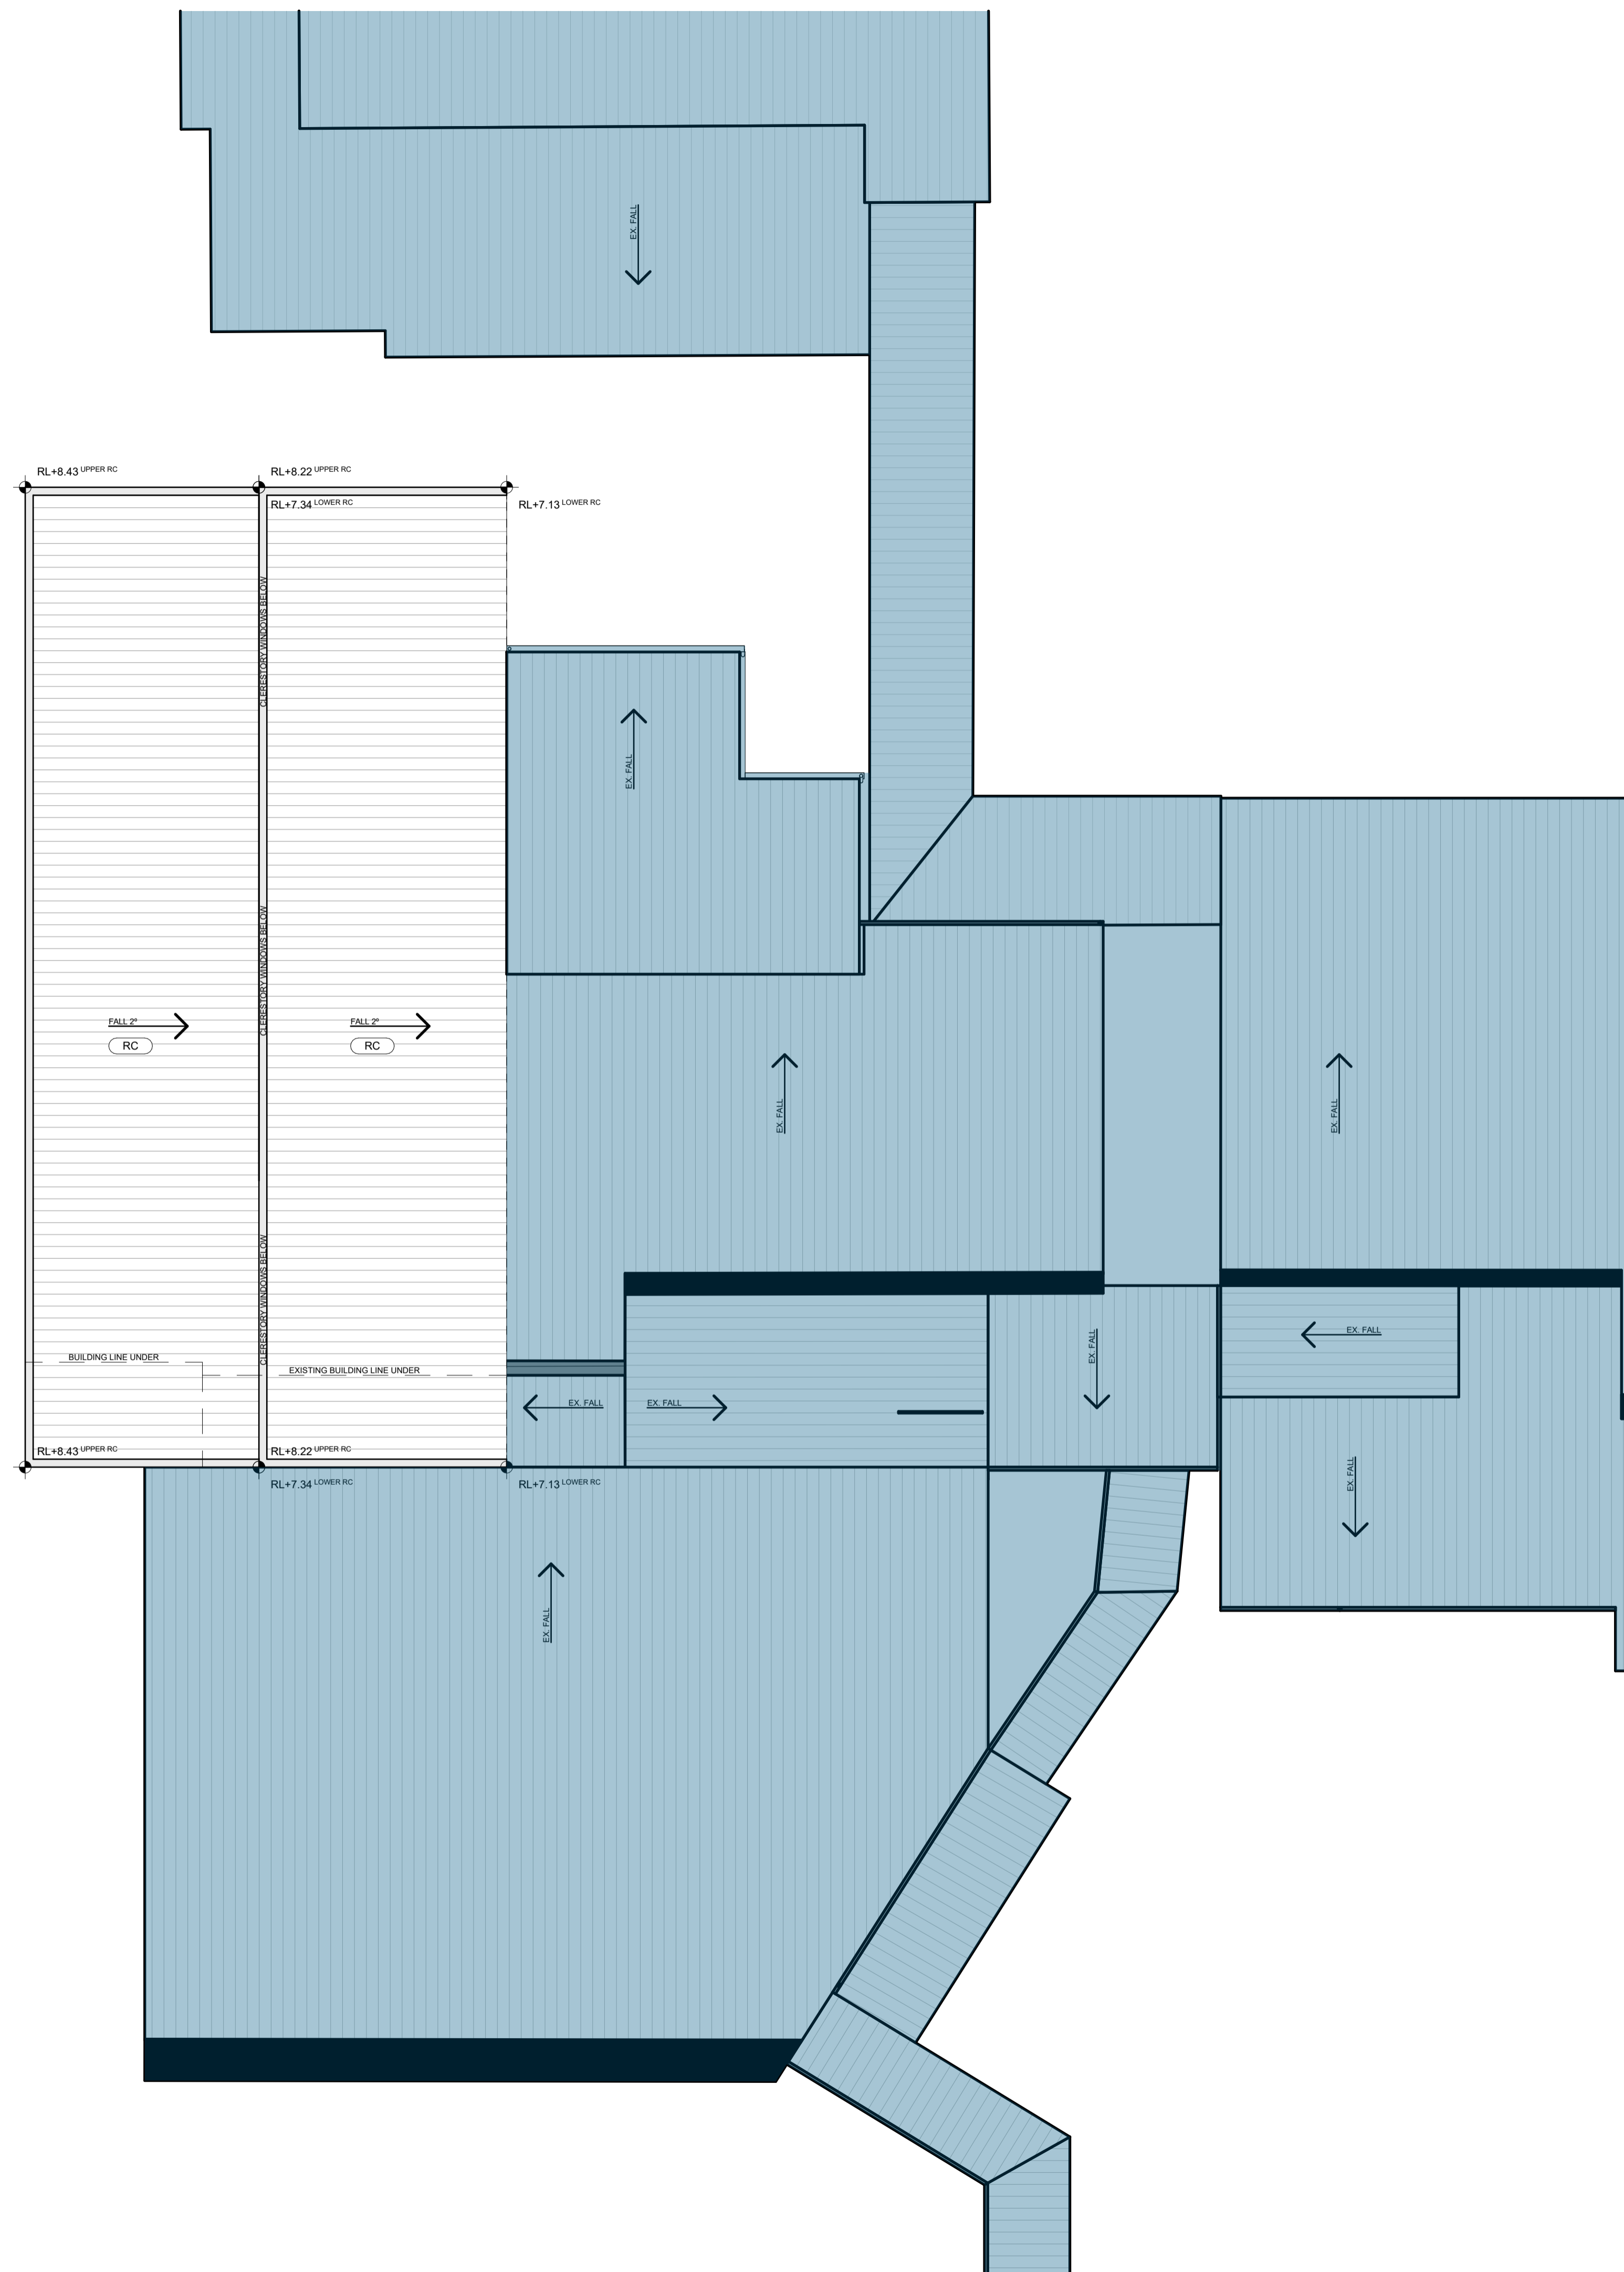 EX. FALL
RL+8.43 UPPER RC
RL+8.22 UPPER RC
RL+7.34 LOWER RC
RL+7.13 LOWER RC
CLERESTORY WINDOWS BELOW
EX. FALL
CLERESTORY WINDOWS BELOW
FALL 2º
RC
FALL 2º
RC
EX. FALL
EX. FALL
CLERESTORY WINDOWS BELOW
EX. FALL
EX. FALL
BUILDING LINE UNDER
EXISTING BUILDING LINE UNDER
EX. FALL
EX. FALL
RL+8.43 UPPER RC
RL+8.22 UPPER RC
EX. FALL
RL+7.34 LOWER RC
RL+7.13 LOWER RC
EX. FALL